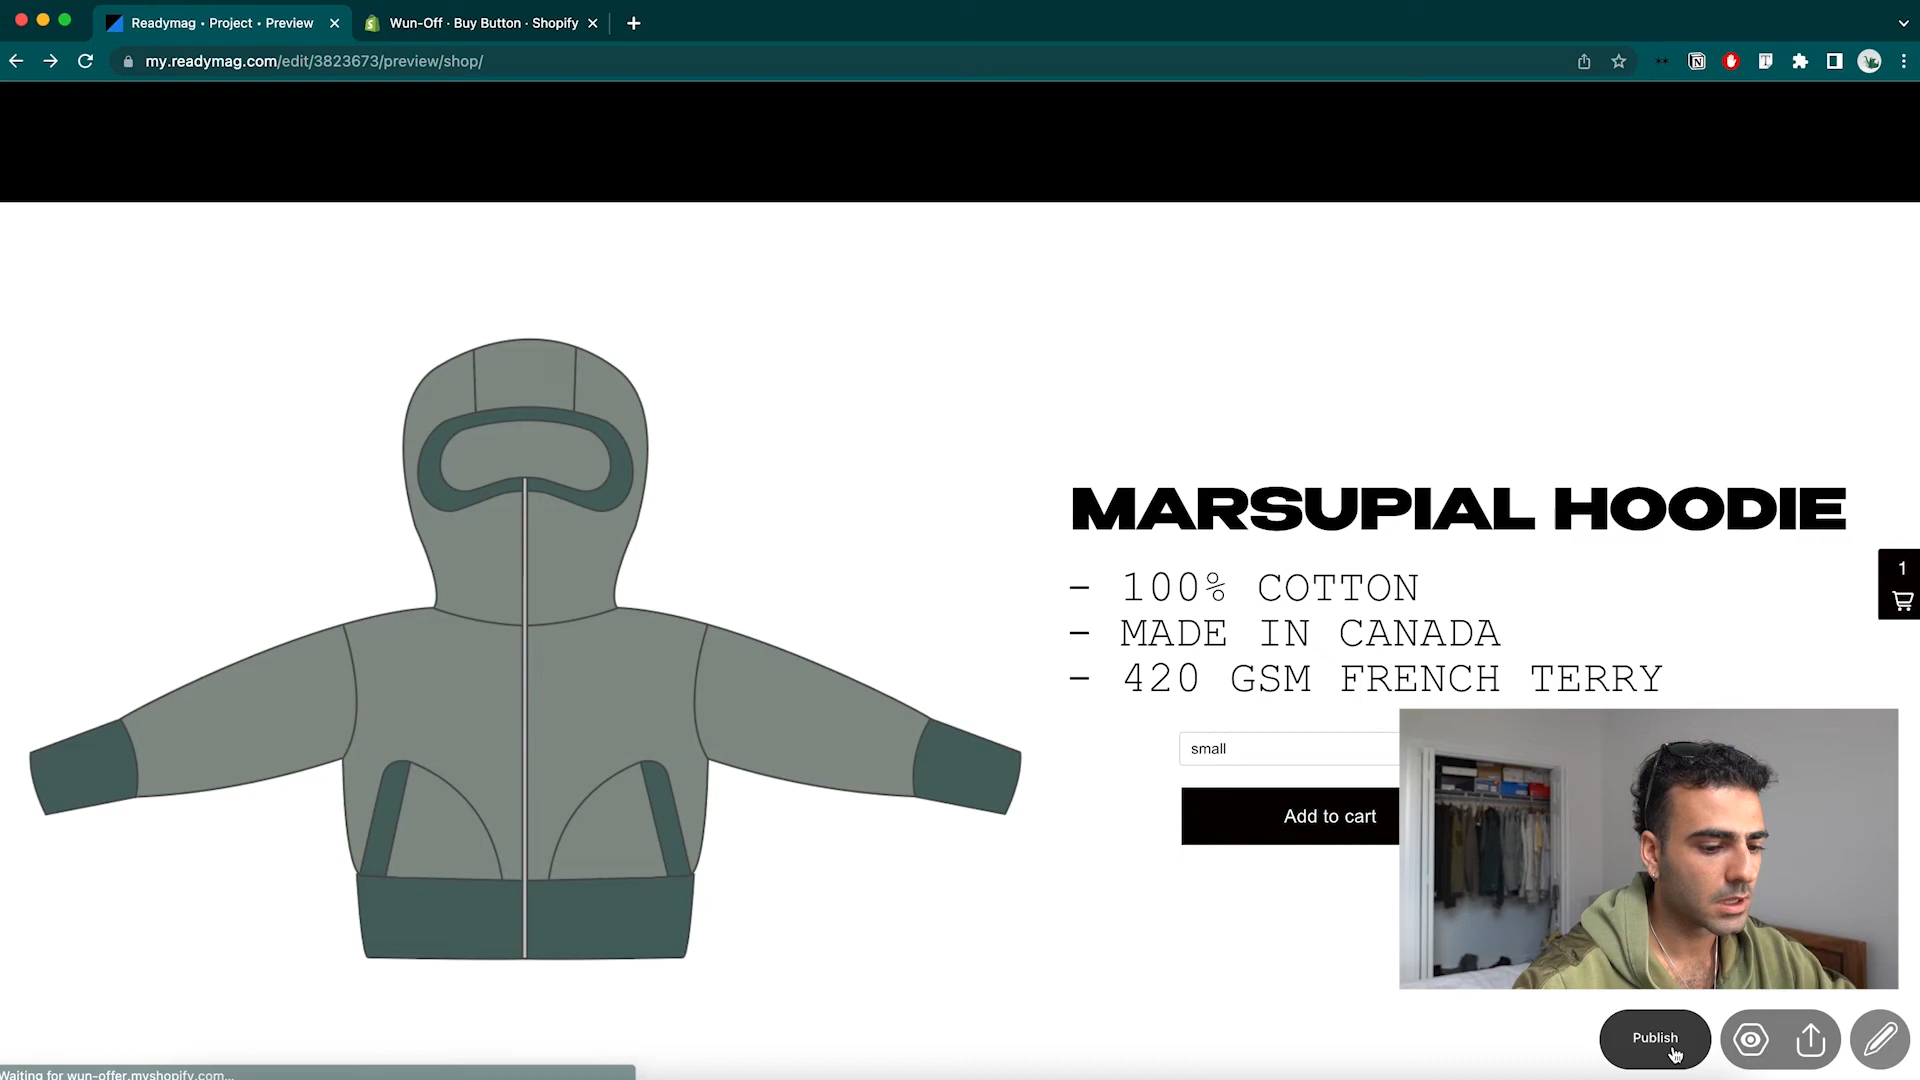 Readymag • Project • Preview
Wun-Off · Buy Button · Shopify
my.readymag.com/edit/3823673/preview/shop/
MARSUPIAL HOODIE
1
- 100% COTTON
- MADE IN CANADA
- 420 GSM FRENCH TERRY
small
Add to cart
Publish
Waiting for wun-offer.myshopify.com...